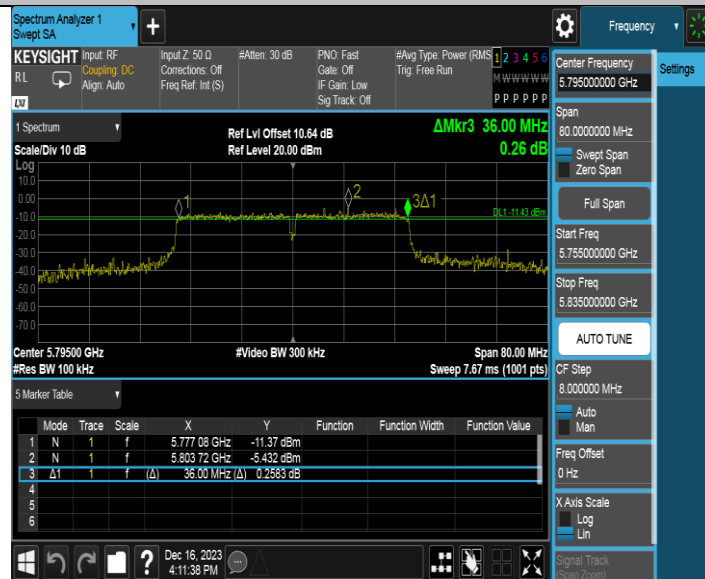 Spectrum Analyzer 1
Swept SA
+
Frequency
KEYSIGHT
RL
LXI
Input: RF
Coupling: DC
Align: Auto
Input Z: 50 Ω
Corrections: Off
Freq Ref: Int (S)
#Atten: 30 dB
PNO: Fast
Gate: Off
IF Gain: Low
Sig Track: Off
#Avg Type: Power (RMS
Trig: Free Run
1 2 3 4 5 6
M W W W W W
P P P P P P
1 Spectrum
Scale/Div 10 dB
Ref Lvl Offset 10.64 dB
Ref Level 20.00 dBm
ΔMkr3 36.00 MHz
0.26 dB
Log
10.0
0.00
-10.0
-20.0
-30.0
-40.0
-50.0
-60.0
-70.0
1
2
3Δ1
DL1 -11.43 dBm
Center 5.79500 GHz
#Res BW 100 kHz
#Video BW 300 kHz
Span 80.00 MHz
Sweep 7.67 ms (1001 pts)
5 Marker Table
Mode Trace Scale X Y Function Function Width Function Value
1 N 1 f 5.777 08 GHz -11.37 dBm
2 N 1 f 5.803 72 GHz -5.432 dBm
3 Δ1 1 f (Δ) 36.00 MHz (Δ) 0.2583 dB
4
5
6
?
Dec 16, 2023
4:11:38 PM
Center Frequency
5.795000000 GHz
Span
80.0000000 MHz
Swept Span
Zero Span
Full Span
Start Freq
5.755000000 GHz
Stop Freq
5.835000000 GHz
AUTO TUNE
CF Step
8.000000 MHz
Auto
Man
Freq Offset
0 Hz
X Axis Scale
Log
Lin
Signal Track
(Span Zoom)
Settings